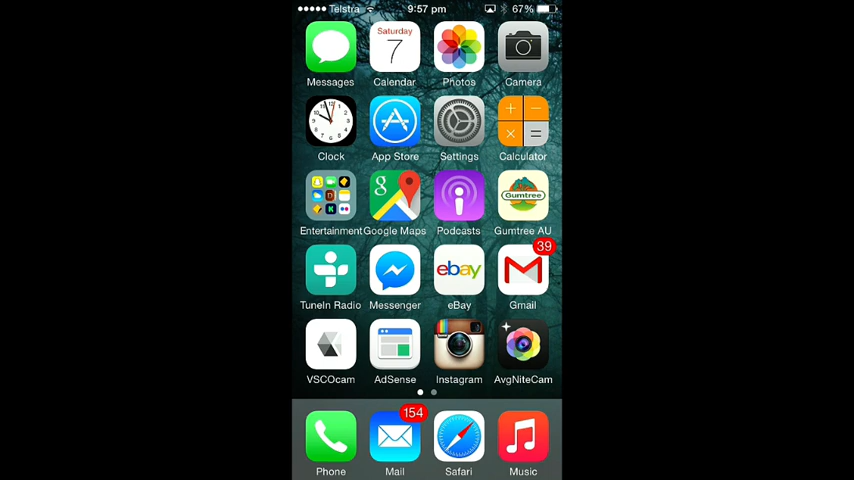 Telstra 9:57 pm 67%
Saturday
7
Messages Calendar Photos Camera
Clock App Store Settings Calculator
g Gumtree
Entertainment Google Maps Podcasts Gumtree AU
39
ebay
TuneIn Radio Messenger eBay Gmail
VSCOcam AdSense Instagram AvgNiteCam
154
Phone Mail Safari Music